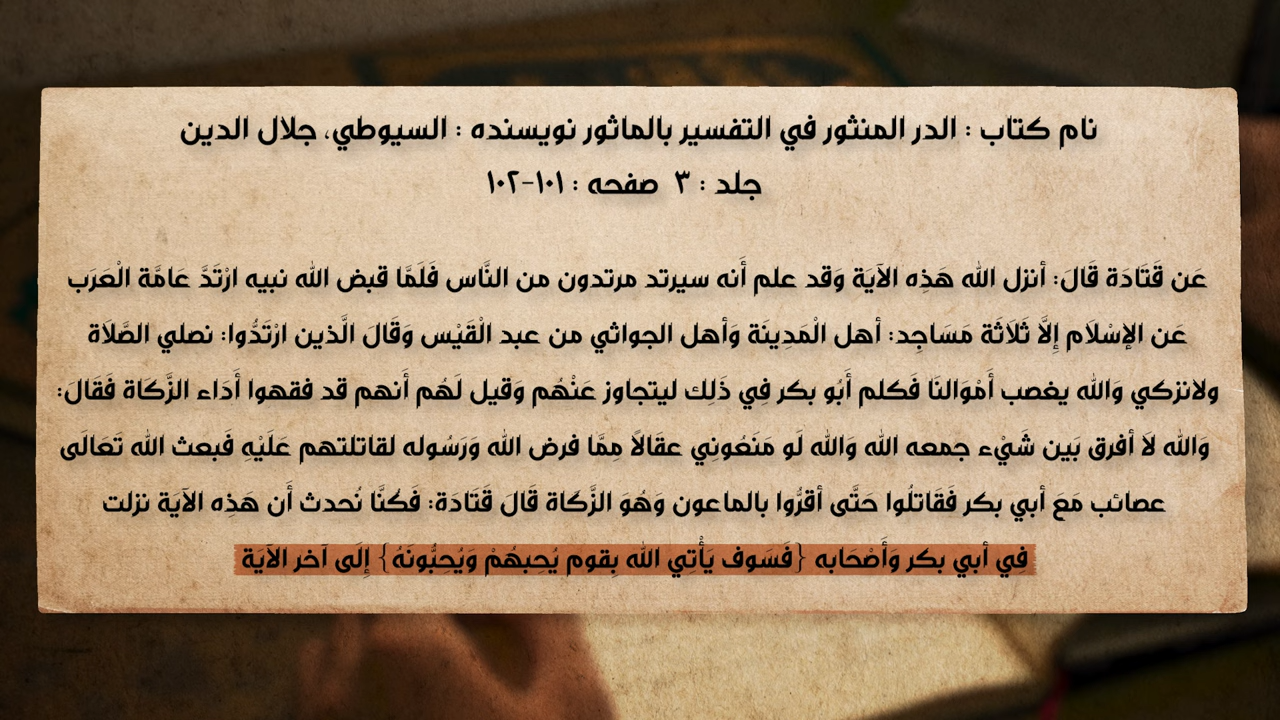 نام کتاب : الدر المنثور في التفسير بالماثور نویسنده : السيوطي، جلال الدين
جلد : ٣ صفحه : ١٠١-١٠٢
عَن قَتَادَة قَالَ: أنزل الله هذِه الآيَة وَقد علم أَنه سيرتد مرتدون من النَّاس فَلَمَّا قبض الله نبيه ارْتَدَّ عَامَّة الْعَرَب
عَن الإِسْلَام إِلَّا ثَلَاثَة مَسَاجِد: أهل الْمَدِينَة وَأهل الجواثي من عبد الْقَيْس وَقَالَ الَّذين ارْتَدُّوا: نصلي الصَّلَاة
ولانزكي وَالله يغصب أَمْوَالنَا فَكلم أَبُو بكر فِي ذَلِك ليتجاوز عَنْهُم وَقيل لَهُم أَنهم قد فقهوا أَدَاء الزَّكَاة فَقَالَ:
وَالله لَا أفرق بَين شَيْء جمعه الله وَالله لَو مَنَعُونِي عقَالًا مِمَّا فرض الله وَرَسُوله لقاتلتهم عَلَيْهِ فَبعث الله تَعَالَى
عصائب مَعَ أبي بكر فَقَاتلُوا حَتَّى أقرُّوا بالماعون وَهُوَ الزَّكَاة قَالَ قَتَادَة: فَكُنَّا نُحدث أَن هَذِه الآيَة نزلت
فِي أبي بكر وَأَصْحَابه {فَسَوف يَأْتِي الله بِقوم يُحِبهُمْ وَيُحِبُّونَهُ} إِلَى آخر الآيَة